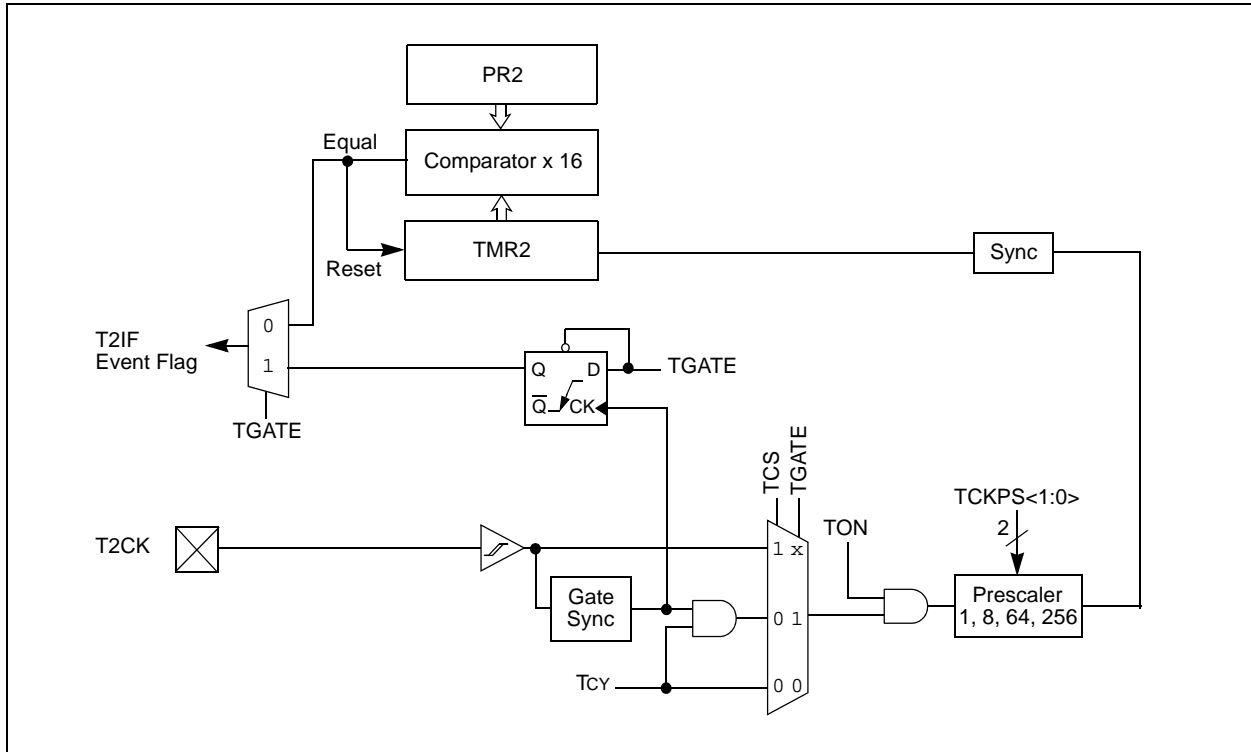 PR2
Equal
Comparator x 16
TMR2
Sync
Reset
T2IF
Event Flag
0
1
TGATE
Q D
Q̅ CK
TGATE
TCS
TGATE
TCKPS<1:0>
2
TON
T2CK
1 x
Gate
Sync
0 1
Prescaler
1, 8, 64, 256
TCY
0 0